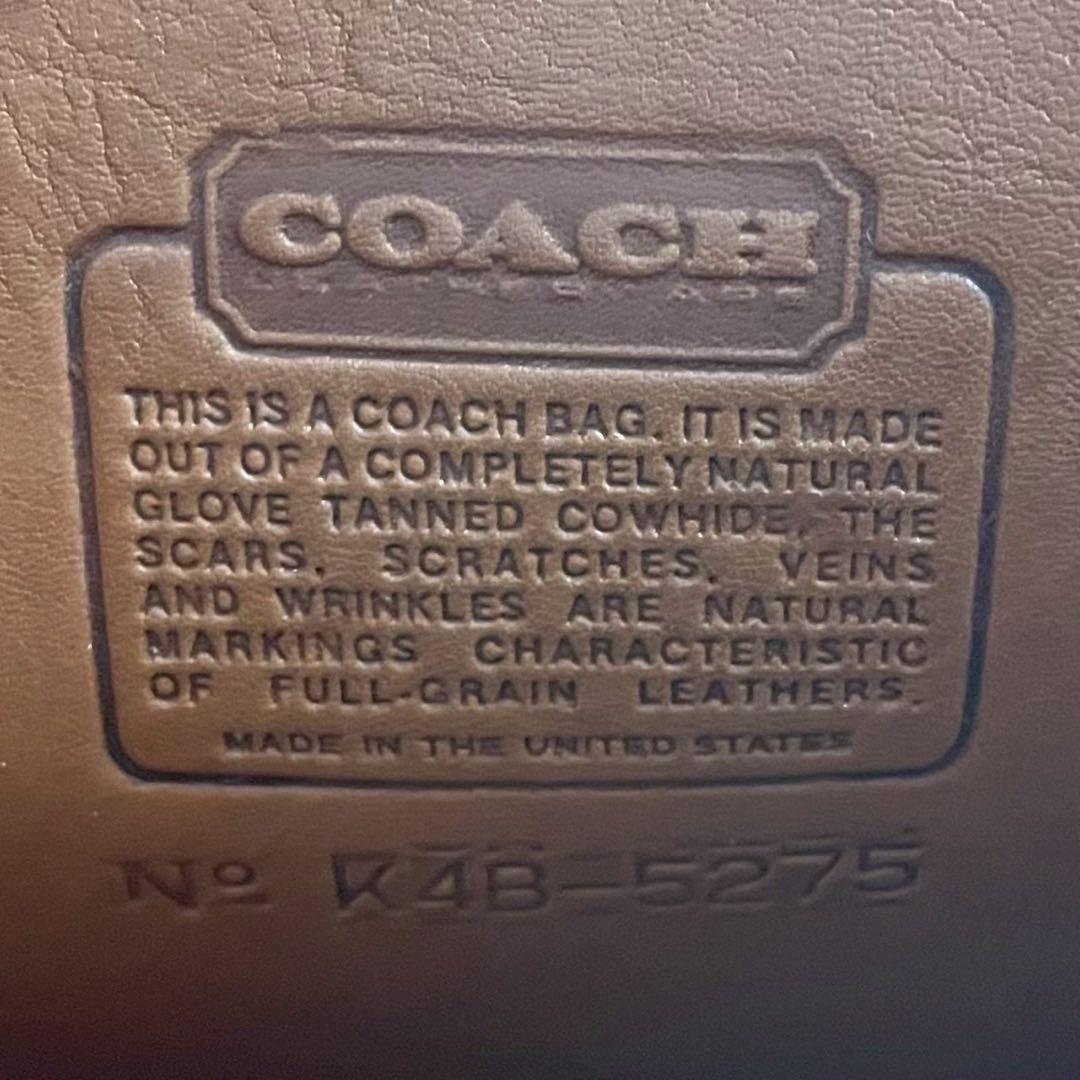 COACH
THIS IS A COACH BAG. IT IS MADE
OUT OF A COMPLETELY NATURAL
GLOVE TANNED COWHIDE. THE
SCARS, SCRATCHES, VEINS
AND WRINKLES ARE NATURAL
MARKINGS CHARACTERISTIC
OF FULL-GRAIN LEATHERS.
MADE IN THE UNITED STATES
Nº K4B-5275